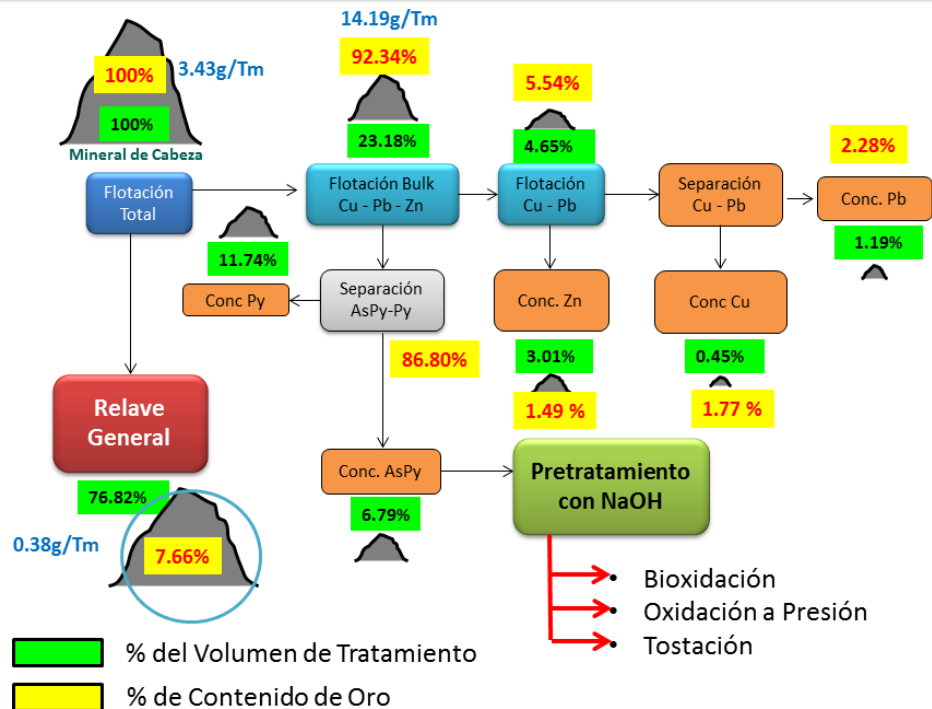 14.19g/Tm
100%
3.43g/Tm
92.34%
5.54%
100%
23.18%
4.65%
2.28%
Mineral de Cabeza
Flotación
Total
Flotación Bulk
Cu - Pb - Zn
Flotación
Cu - Pb
Separación
Cu - Pb
Conc. Pb
11.74%
1.19%
Conc Py
Separación
AsPy-Py
Conc. Zn
Conc Cu
86.80%
3.01%
0.45%
1.49 %
1.77 %
Relave
General
Conc. AsPy
Pretratamiento
con NaOH
76.82%
6.79%
0.38g/Tm
7.66%
• Bioxidación
• Oxidación a Presión
• Tostación
% del Volumen de Tratamiento
% de Contenido de Oro